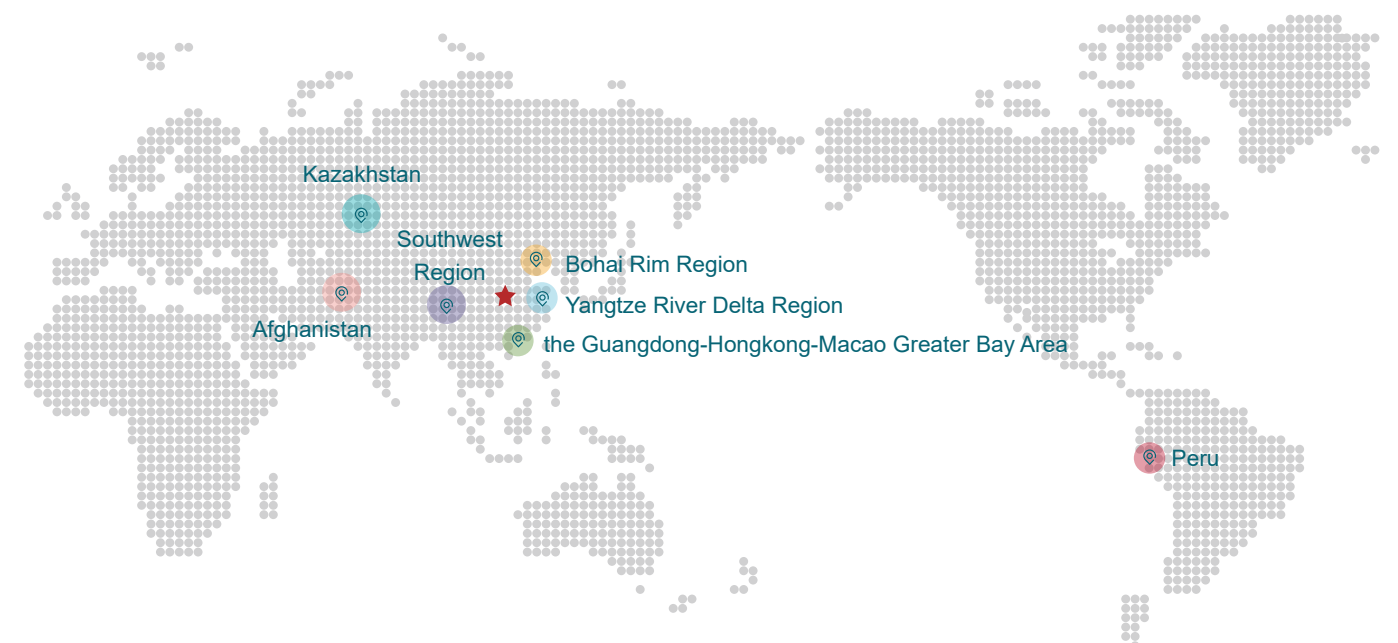 Kazakhstan
Southwest
Region
Bohai Rim Region
Yangtze River Delta Region
Afghanistan
the Guangdong-Hongkong-Macao Greater Bay Area
Peru